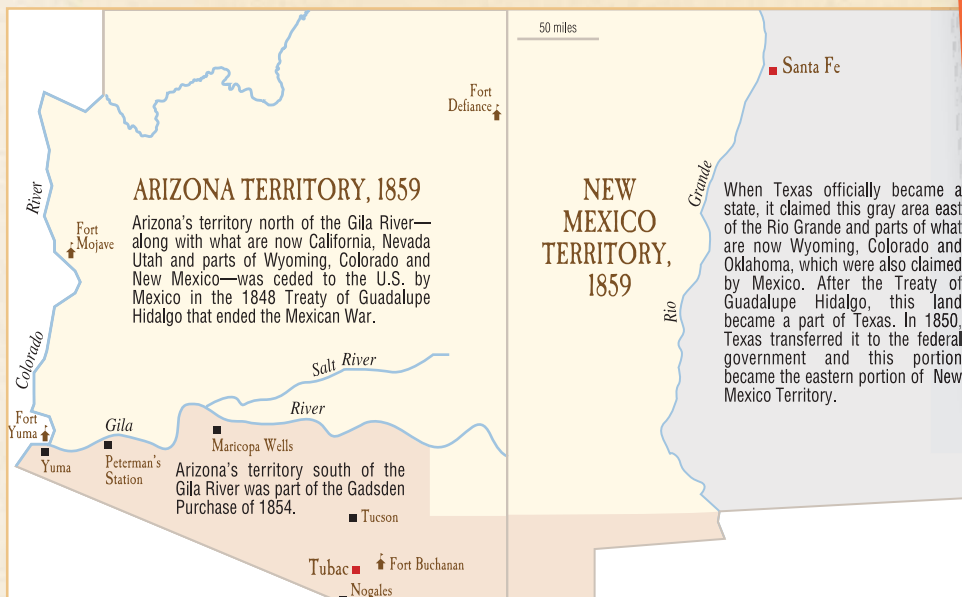 50 miles
Santa Fe
Fort
Defiance
River
ARIZONA TERRITORY, 1859
Arizona's territory north of the Gila River—
along with what are now California, Nevada
Utah and parts of Wyoming, Colorado and
New Mexico—was ceded to the U.S. by
Mexico in the 1848 Treaty of Guadalupe
Hidalgo that ended the Mexican War.
Fort
Mojave
NEW
MEXICO
TERRITORY,
1859
Grande
Rio
When Texas officially became a
state, it claimed this gray area east
of the Rio Grande and parts of what
are now Wyoming, Colorado and
Oklahoma, which were also claimed
by Mexico. After the Treaty of
Guadalupe Hidalgo, this land
became a part of Texas. In 1850,
Texas transferred it to the federal
government and this portion
became the eastern portion of New
Mexico Territory.
Colorado
Salt River
Gila
River
Fort
Yuma
Yuma
Peterman's
Station
Maricopa Wells
Arizona's territory south of the
Gila River was part of the Gadsden
Purchase of 1854.
Tucson
Tubac
Fort Buchanan
Nogales